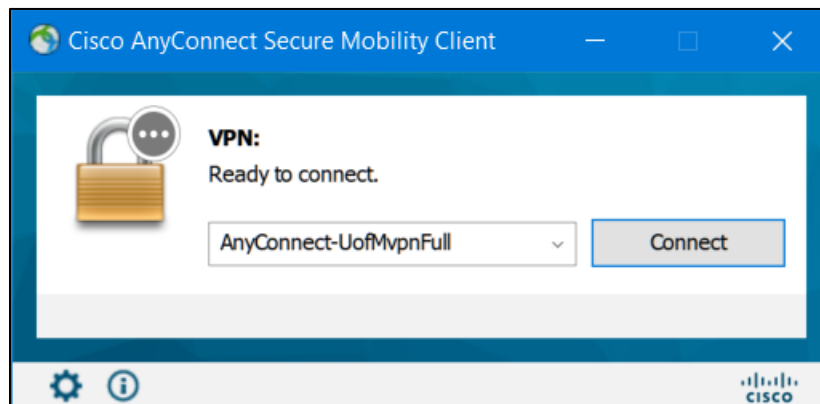 Cisco AnyConnect Secure Mobility Client
VPN:
Ready to connect.
AnyConnect-UofMvpnFull
Connect
CISCO